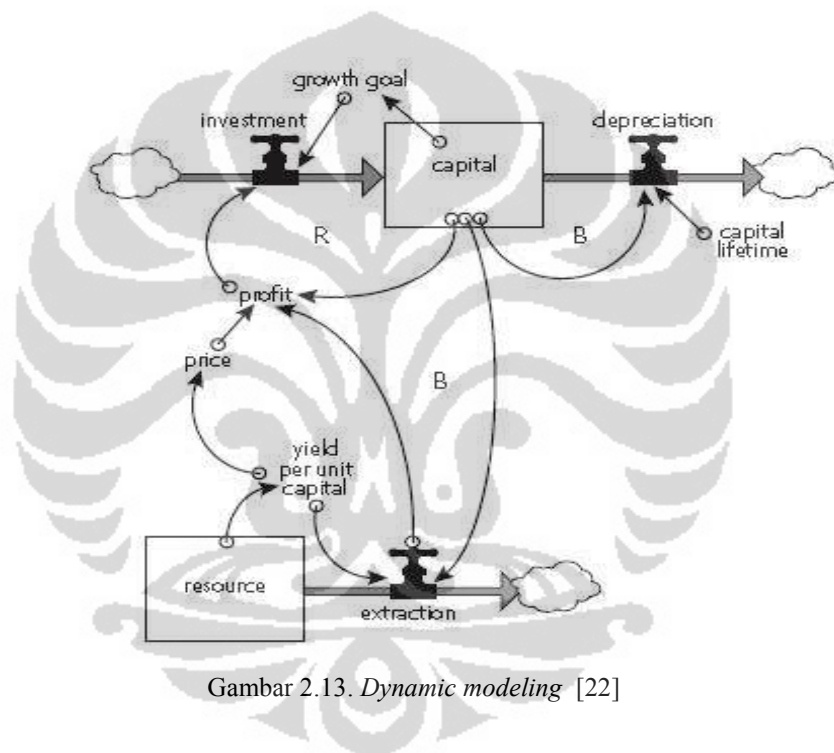 growth goal
investment
depreciation
capital
R
B
capital
lifetime
profit
price
B
yield
per unit
capital
resource
extraction
Gambar 2.13. Dynamic modeling [22]